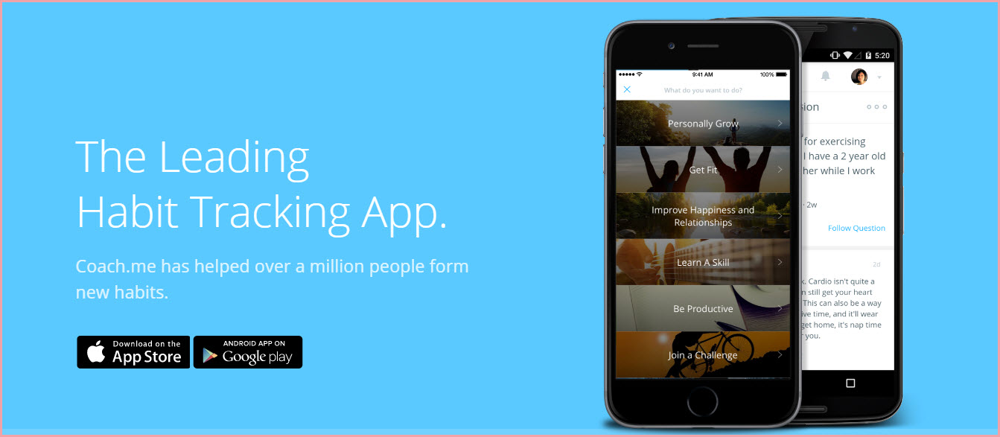 The Leading
Habit Tracking App.
Coach.me has helped over a million people form
new habits.
Download on the
App Store
ANDROID APP ON
Google play
9:41 AM
100%
What do you want to do?
Personally Grow
Get Fit
Improve Happiness and
Relationships
Learn A Skill
Be Productive
Join a Challenge
5:20
for exercising
I have a 2 year old
her while I work
· 2w
Follow Question
2d
Cardio isn't quite a
still get your heart
This can also be a way
time, and it'll wear
get home, it's nap time
you.